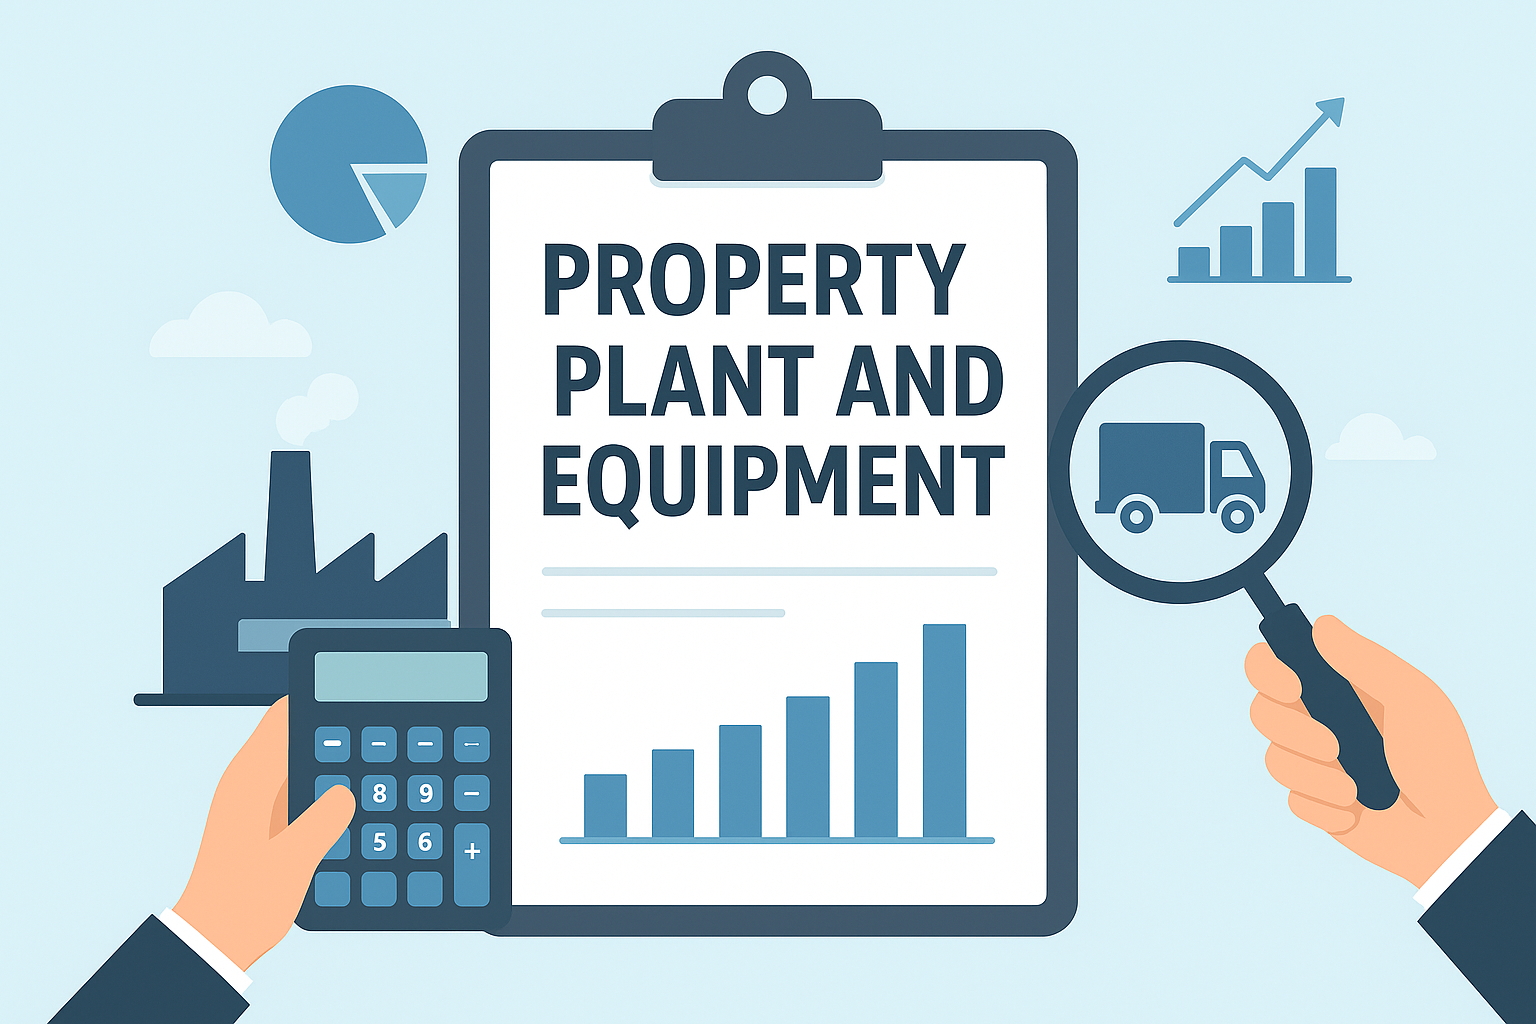 PROPERTY
PLANT AND
EQUIPMENT
8 9 −
5 6 +